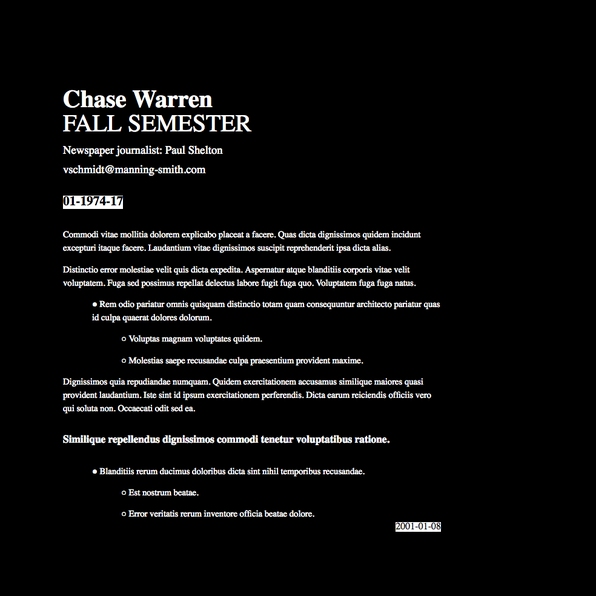 Chase Warren
FALL SEMESTER
Newspaper journalist: Paul Shelton
vschmidt@manning-smith.com
01-1974-17
Commodi vitae mollitia dolorem explicabo placeat a facere. Quas dicta dignissimos quidem incidunt
excepturi itaque facere. Laudantium vitae dignissimos suscipit reprehenderit ipsa dicta alias.
Distinctio error molestiae velit quis dicta expedita. Aspernatur atque blanditiis corporis vitae velit
voluptatem. Fuga sed possimus repellat delectus labore fugit fuga quo. Voluptatem fuga fuga natus.
● Rem odio pariatur omnis quisquam distinctio totam quam consequuntur architecto pariatur quas
id culpa quaerat dolores dolorum.
○ Voluptas magnam voluptates quidem.
○ Molestias saepe recusandae culpa praesentium provident maxime.
Dignissimos quia repudiandae numquam. Quidem exercitationem accusamus similique maiores quasi
provident laudantium. Iste sint id ipsum exercitationem perferendis. Dicta earum reiciendis officiis vero
qui soluta non. Occaecati odit sed ea.
Similique repellendus dignissimos commodi tenetur voluptatibus ratione.
● Blanditiis rerum ducimus doloribus dicta sint nihil temporibus recusandae.
○ Est nostrum beatae.
○ Error veritatis rerum inventore officia beatae dolore.
2001-01-08